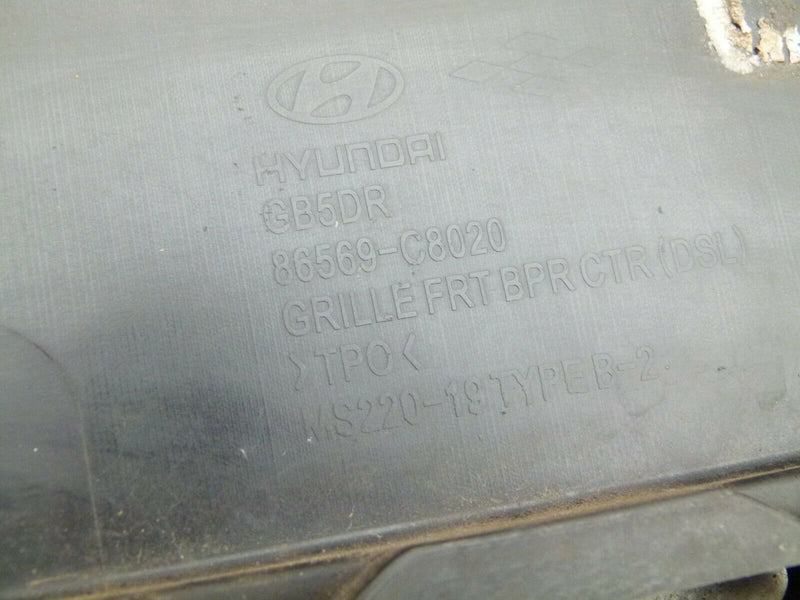 HYUNDAI
GB5DR
86569-C8020
GRILLE FRT BPR CTR (DSL)
>TPO<
MS220-19 TYPE B-2